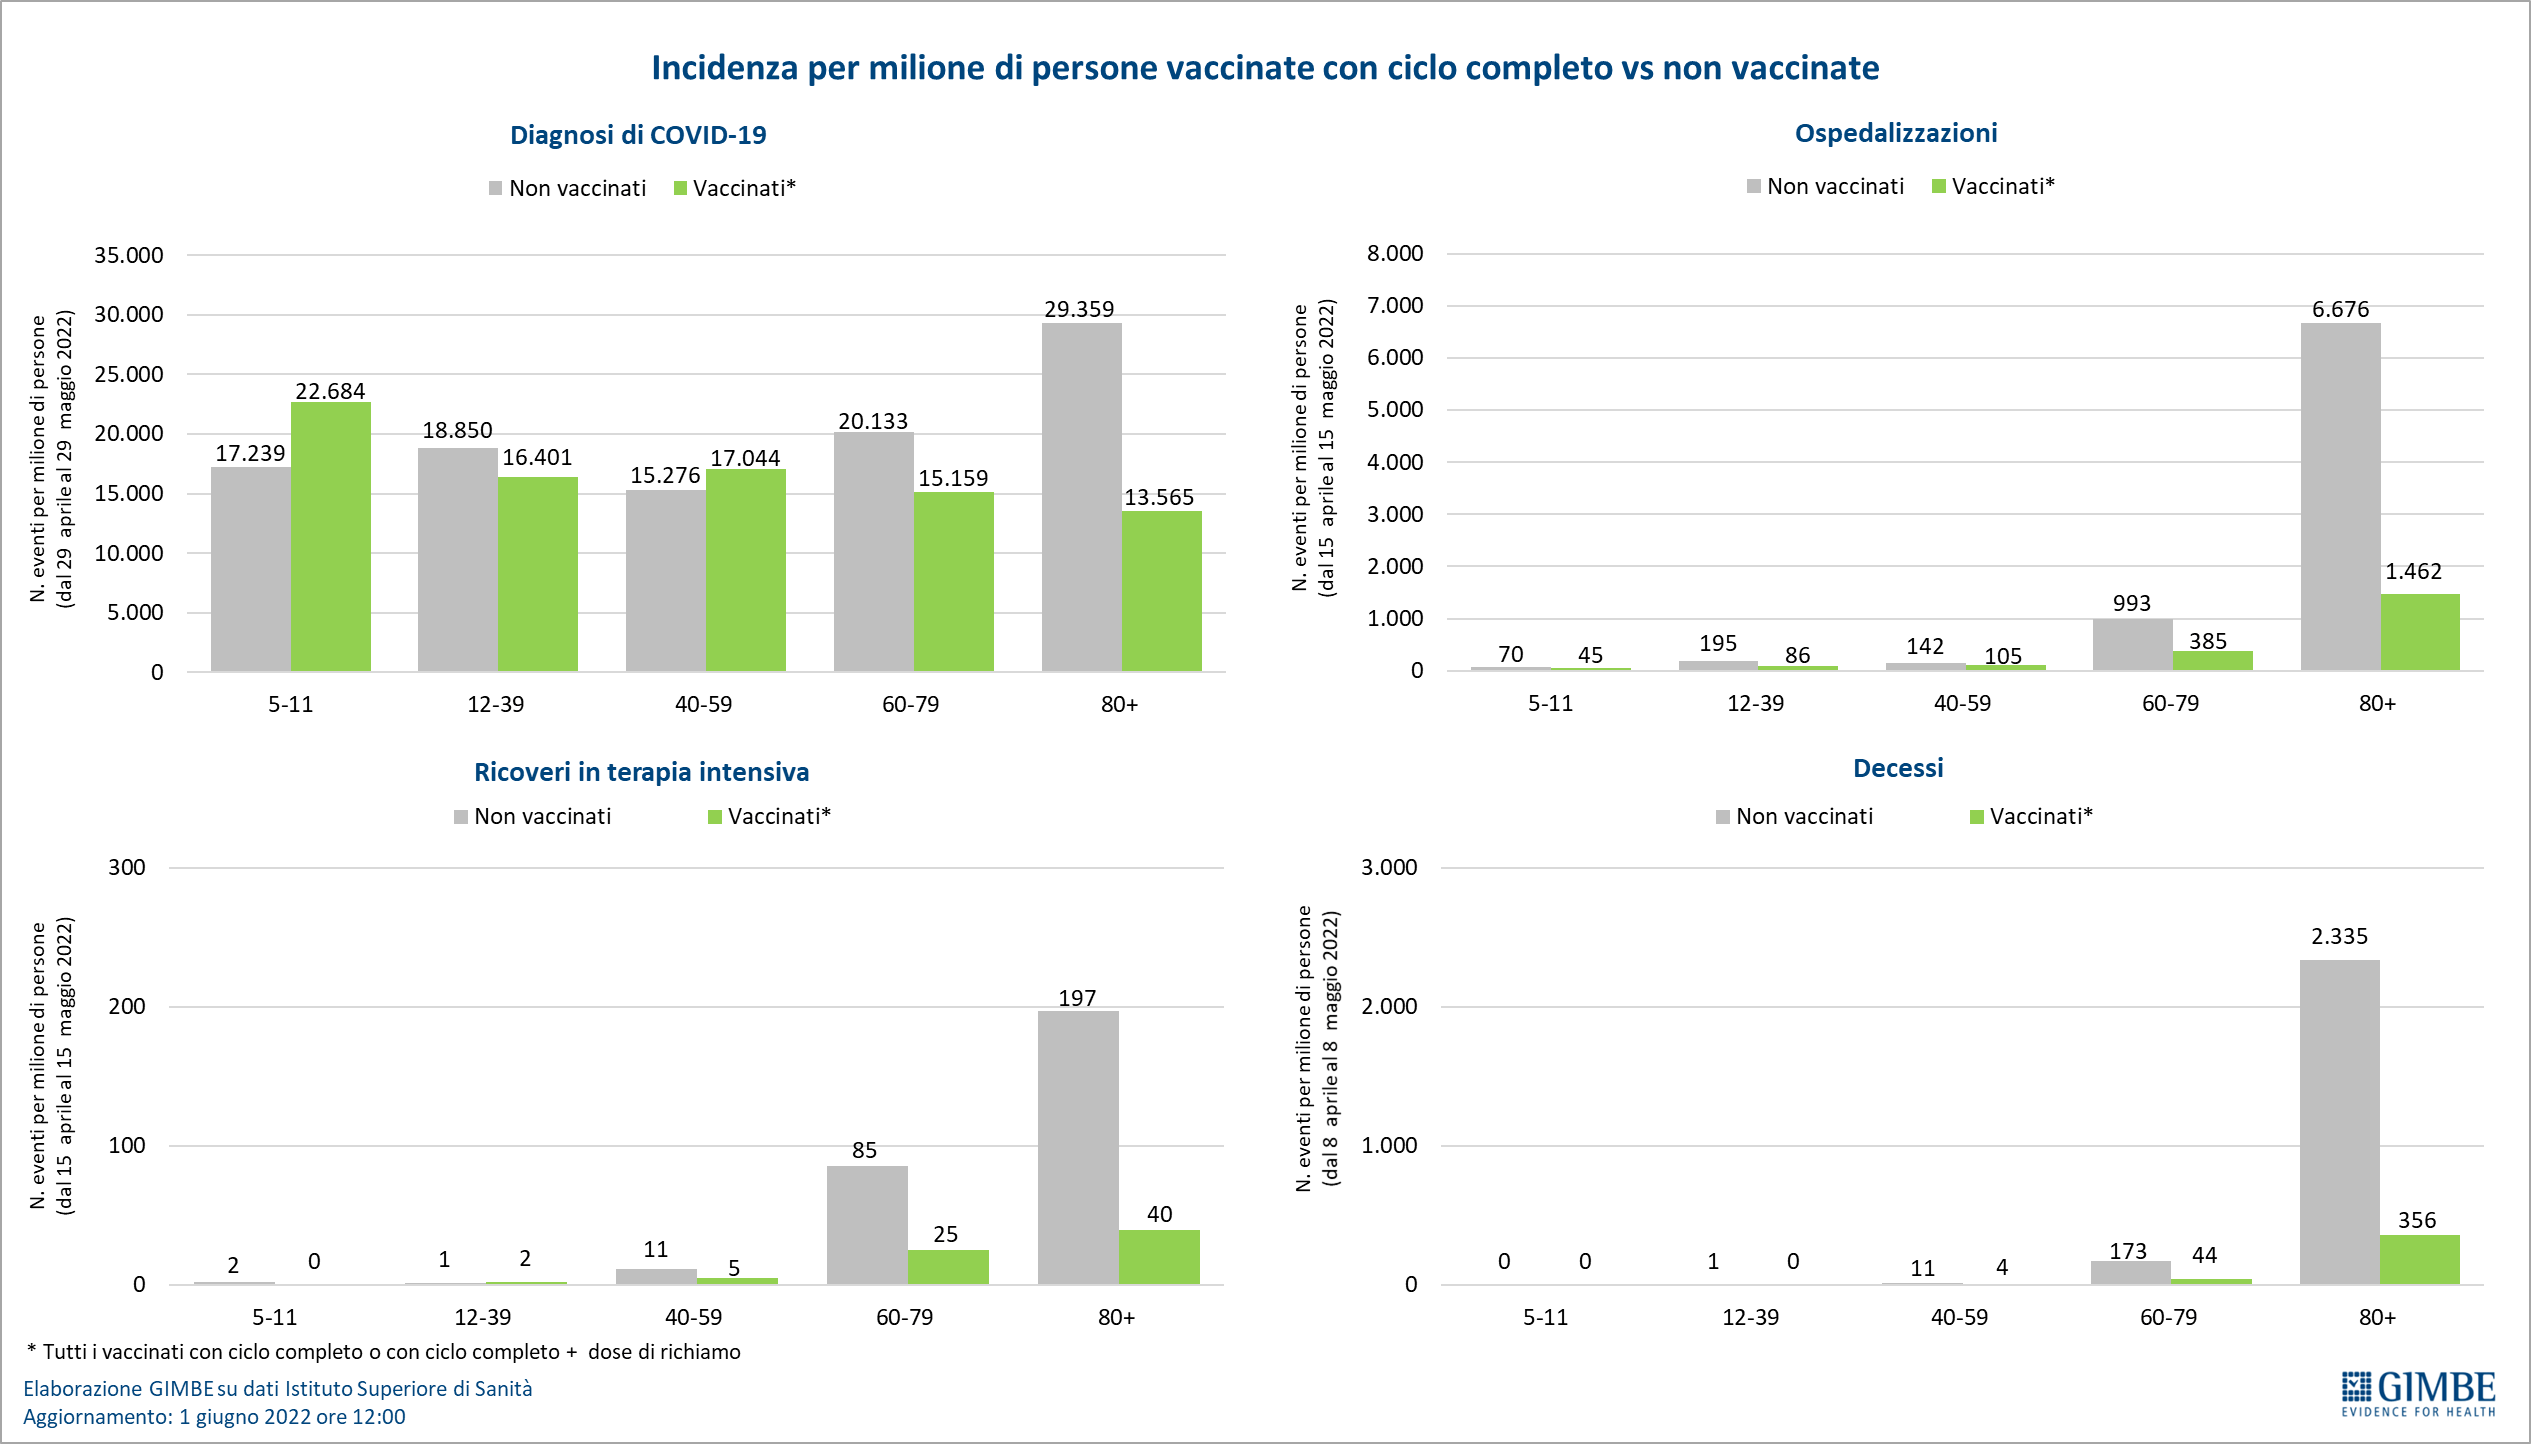 Incidenza per milione di persone vaccinate con ciclo completo vs non vaccinate
Diagnosi di COVID-19
Non vaccinati Vaccinati*
N. eventi per milione di persone
(dal 29 aprile al 29 maggio 2022)
35.000
30.000
25.000
20.000
15.000
10.000
5.000
0
17.239 22.684 18.850 16.401 15.276 17.044 20.133 15.159 29.359 13.565
5-11 12-39 40-59 60-79 80+
Ospedalizzazioni
Non vaccinati Vaccinati*
N. eventi per milione di persone
(dal 15 aprile al 15 maggio 2022)
8.000
7.000
6.000
5.000
4.000
3.000
2.000
1.000
0
70 45 195 86 142 105 993 385 6.676 1.462
5-11 12-39 40-59 60-79 80+
Ricoveri in terapia intensiva
Non vaccinati Vaccinati*
N. eventi per milione di persone
(dal 15 aprile al 15 maggio 2022)
300
200
100
0
2 0 1 2 11 5 85 25 197 40
5-11 12-39 40-59 60-79 80+
Decessi
Non vaccinati Vaccinati*
N. eventi per milione di persone
(dal 8 aprile al 8 maggio 2022)
3.000
2.000
1.000
0
0 0 1 0 11 4 173 44 2.335 356
5-11 12-39 40-59 60-79 80+
* Tutti i vaccinati con ciclo completo o con ciclo completo + dose di richiamo
Elaborazione GIMBE su dati Istituto Superiore di Sanità
Aggiornamento: 1 giugno 2022 ore 12:00
GIMBE
EVIDENCE FOR HEALTH